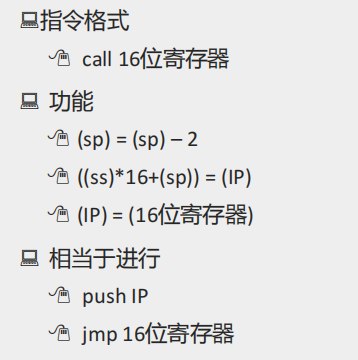 指令格式
call 16位寄存器
功能
(sp) = (sp) – 2
((ss)*16+(sp)) = (IP)
(IP) = (16位寄存器)
相当于进行
push IP
jmp 16位寄存器